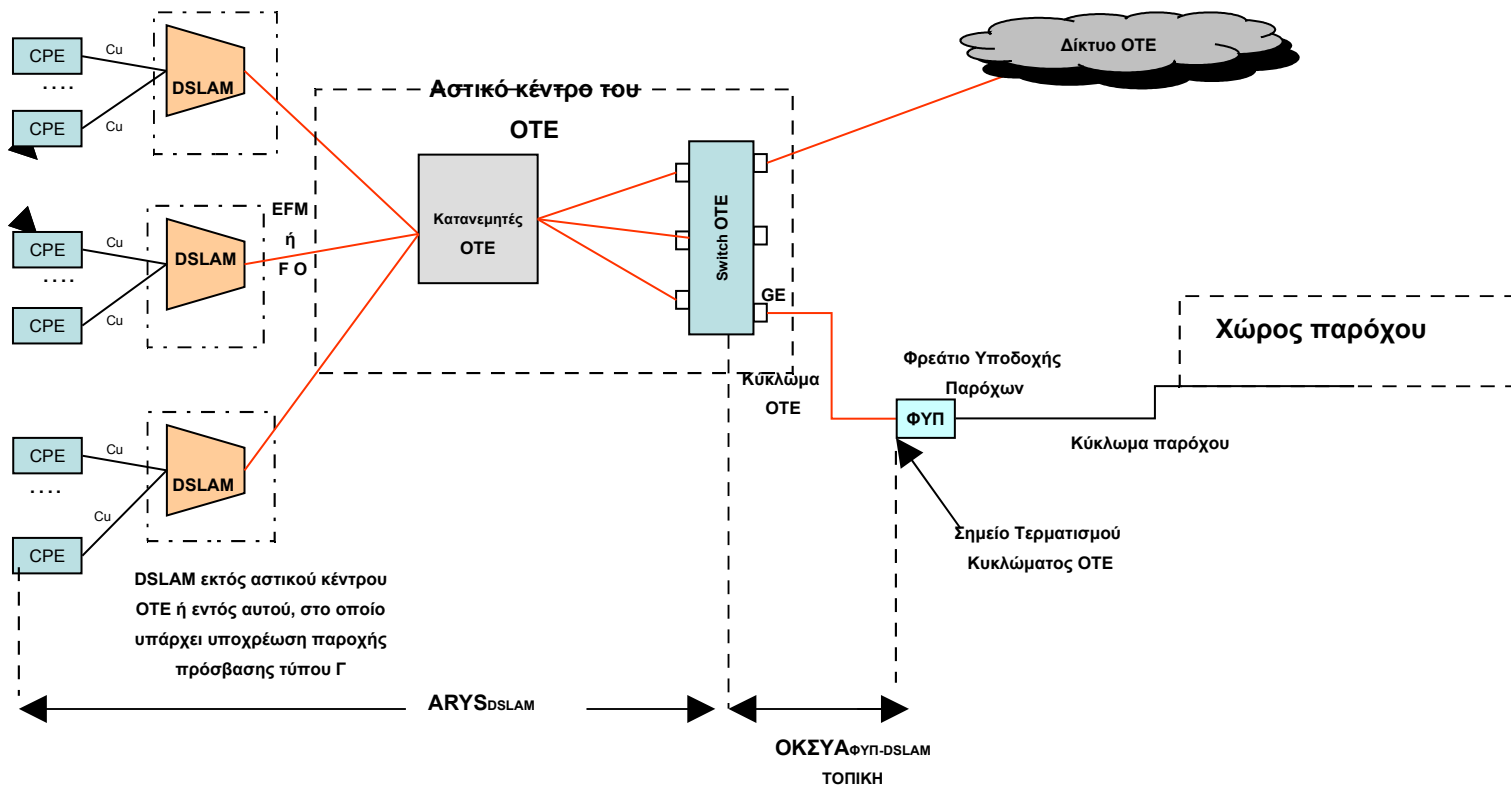 CPE
Cu
DSLAM
....
CPE
Cu
Δίκτυο ΟΤΕ
Αστικό κέντρο του
ΟΤΕ
CPE
Cu
DSLAM
....
CPE
Cu
EFM
ή
F O
Κατανεμητές
ΟΤΕ
Switch ΟΤΕ
GE
Χώρος παρόχου
Φρεάτιο Υποδοχής
Παρόχων
Κύκλωμα
ΟΤΕ
ΦΥΠ
Κύκλωμα παρόχου
CPE
Cu
DSLAM
....
Cu
CPE
Σημείο Τερματισμού
Κυκλώματος ΟΤΕ
DSLAM εκτός αστικού κέντρου
ΟΤΕ ή εντός αυτού, στο οποίο
υπάρχει υποχρέωση παροχής
πρόσβασης τύπου Γ
ARYSDSLAM
ΟΚΣΥΑΦΥΠ-DSLAM
ΤΟΠΙΚΗ